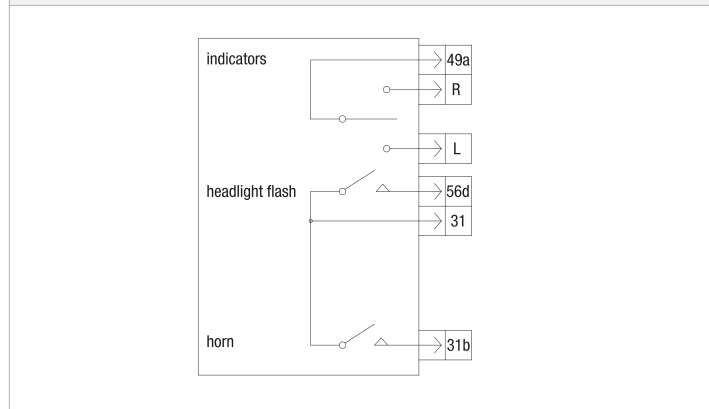 indicators
49a
R
L
headlight flash
56d
31
horn
31b